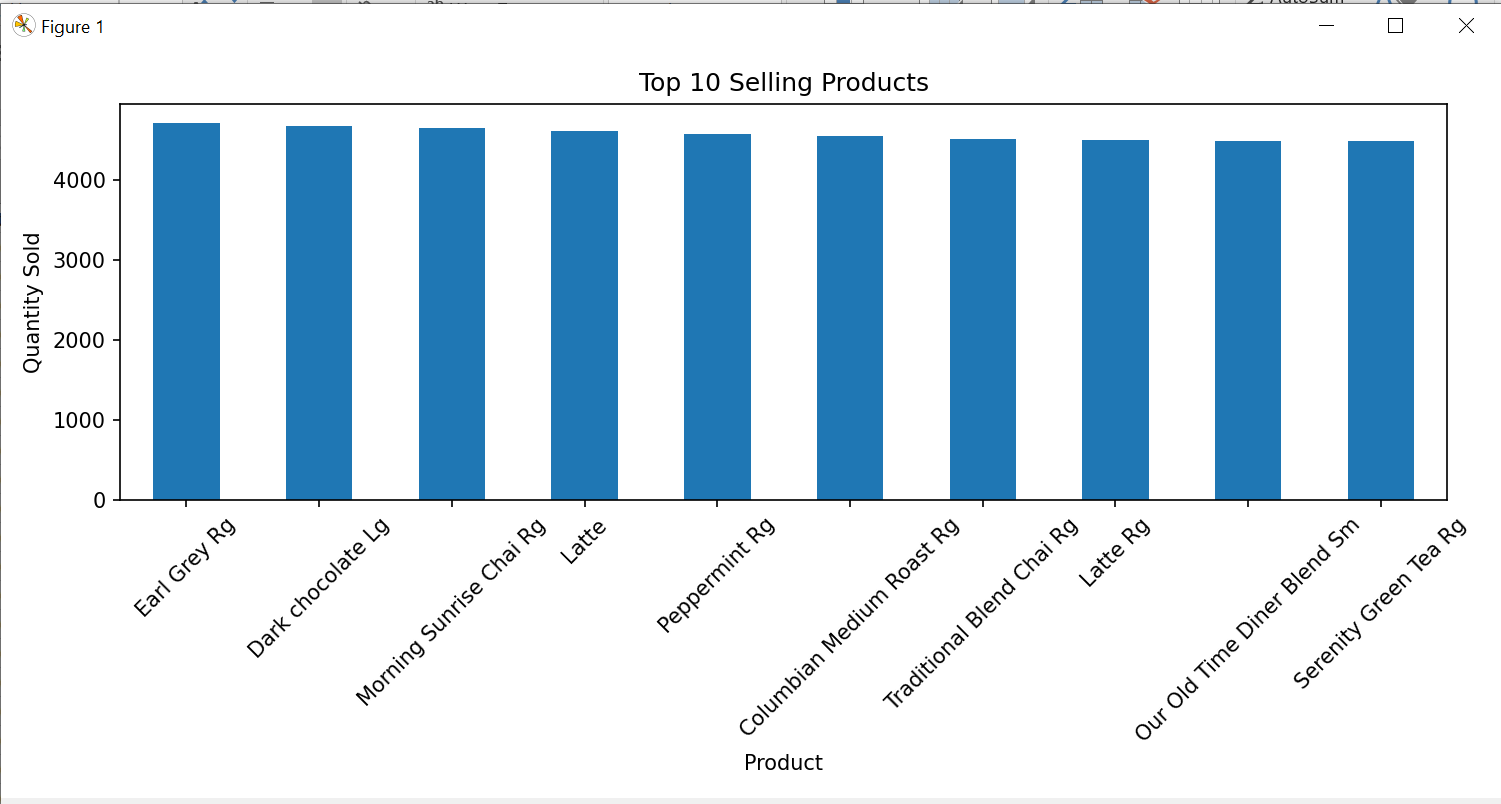 AutoSum
Figure 1
Top 10 Selling Products
Quantity Sold
4000
3000
2000
1000
0
Earl Grey Rg
Dark chocolate Lg
Morning Sunrise Chai Rg
Latte
Peppermint Rg
Columbian Medium Roast Rg
Traditional Blend Chai Rg
Latte Rg
Our Old Time Diner Blend Sm
Serenity Green Tea Rg
Product